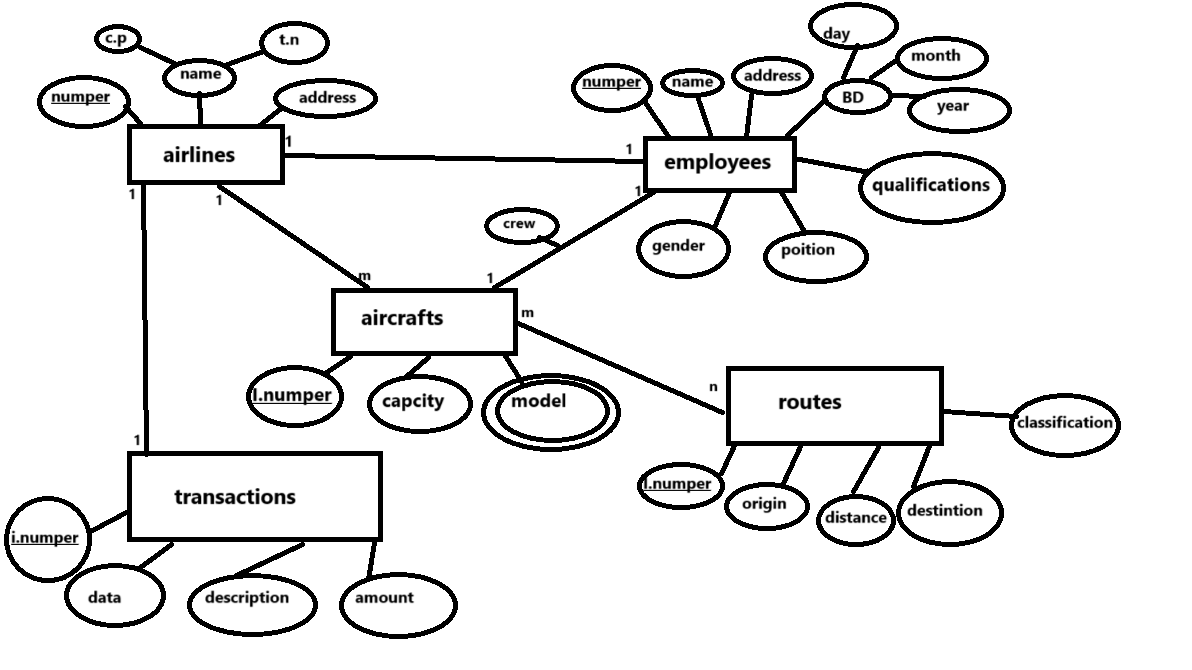 day
c.p
t.n
month
name
numper
name
address
BD
numper
address
year
1
airlines
1
employees
qualifications
1
1
1
crew
gender
poition
m
1
aircrafts
m
n
l.numper
capcity
model
routes
classification
1
l.numper
origin
distance
destintion
transactions
i.numper
data
description
amount